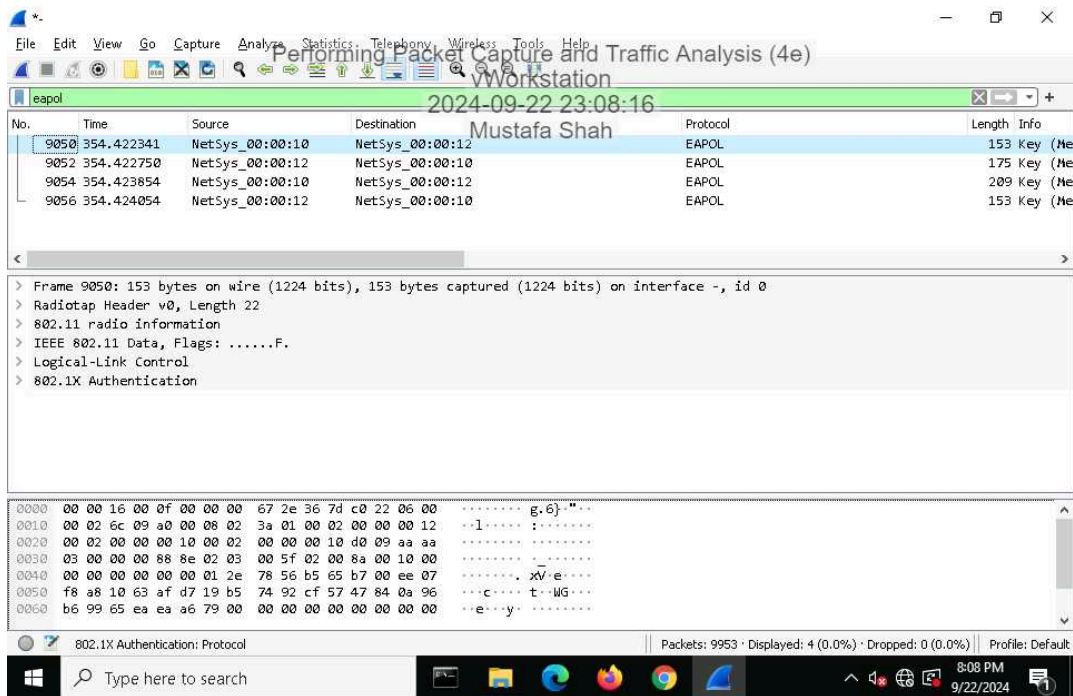 *-
File Edit View Go Capture Analyze Statistics Telephony Wireless Tools Help
Performing Packet Capture and Traffic Analysis (4e)
vWorkstation
2024-09-22 23:08:16
Mustafa Shah
eapol
No. Time Source Destination Protocol Length Info
9050 354.422341 NetSys_00:00:10 NetSys_00:00:12 EAPOL 153 Key (Me
9052 354.422750 NetSys_00:00:12 NetSys_00:00:10 EAPOL 175 Key (Me
9054 354.423854 NetSys_00:00:10 NetSys_00:00:12 EAPOL 209 Key (Me
9056 354.424054 NetSys_00:00:12 NetSys_00:00:10 EAPOL 153 Key (Me
> Frame 9050: 153 bytes on wire (1224 bits), 153 bytes captured (1224 bits) on interface -, id 0
> Radiotap Header v0, Length 22
> 802.11 radio information
> IEEE 802.11 Data, Flags: ......F.
> Logical-Link Control
> 802.1X Authentication
0000 00 00 16 00 0f 00 00 00 67 2e 36 7d c0 22 06 00 ········ g.6}·"··
0010 00 02 6c 09 a0 00 08 02 3a 01 00 02 00 00 00 12 ··l····· :·······
0020 00 02 00 00 00 10 00 02 00 00 00 10 d0 09 aa aa ········ ········
0030 03 00 00 00 88 8e 02 03 00 5f 02 00 8a 00 10 00 ········ ·_······
0040 00 00 00 00 00 00 01 2e 78 56 b5 65 b7 00 ee 07 ·······. xV·e····
0050 f8 a8 10 63 af d7 19 b5 74 92 cf 57 47 84 0a 96 ···c···· t··WG···
0060 b6 99 65 ea ea a6 79 00 00 00 00 00 00 00 00 00 ··e···y· ········
802.1X Authentication: Protocol
Packets: 9953 · Displayed: 4 (0.0%) · Dropped: 0 (0.0%)
Profile: Default
Type here to search
8:08 PM
9/22/2024